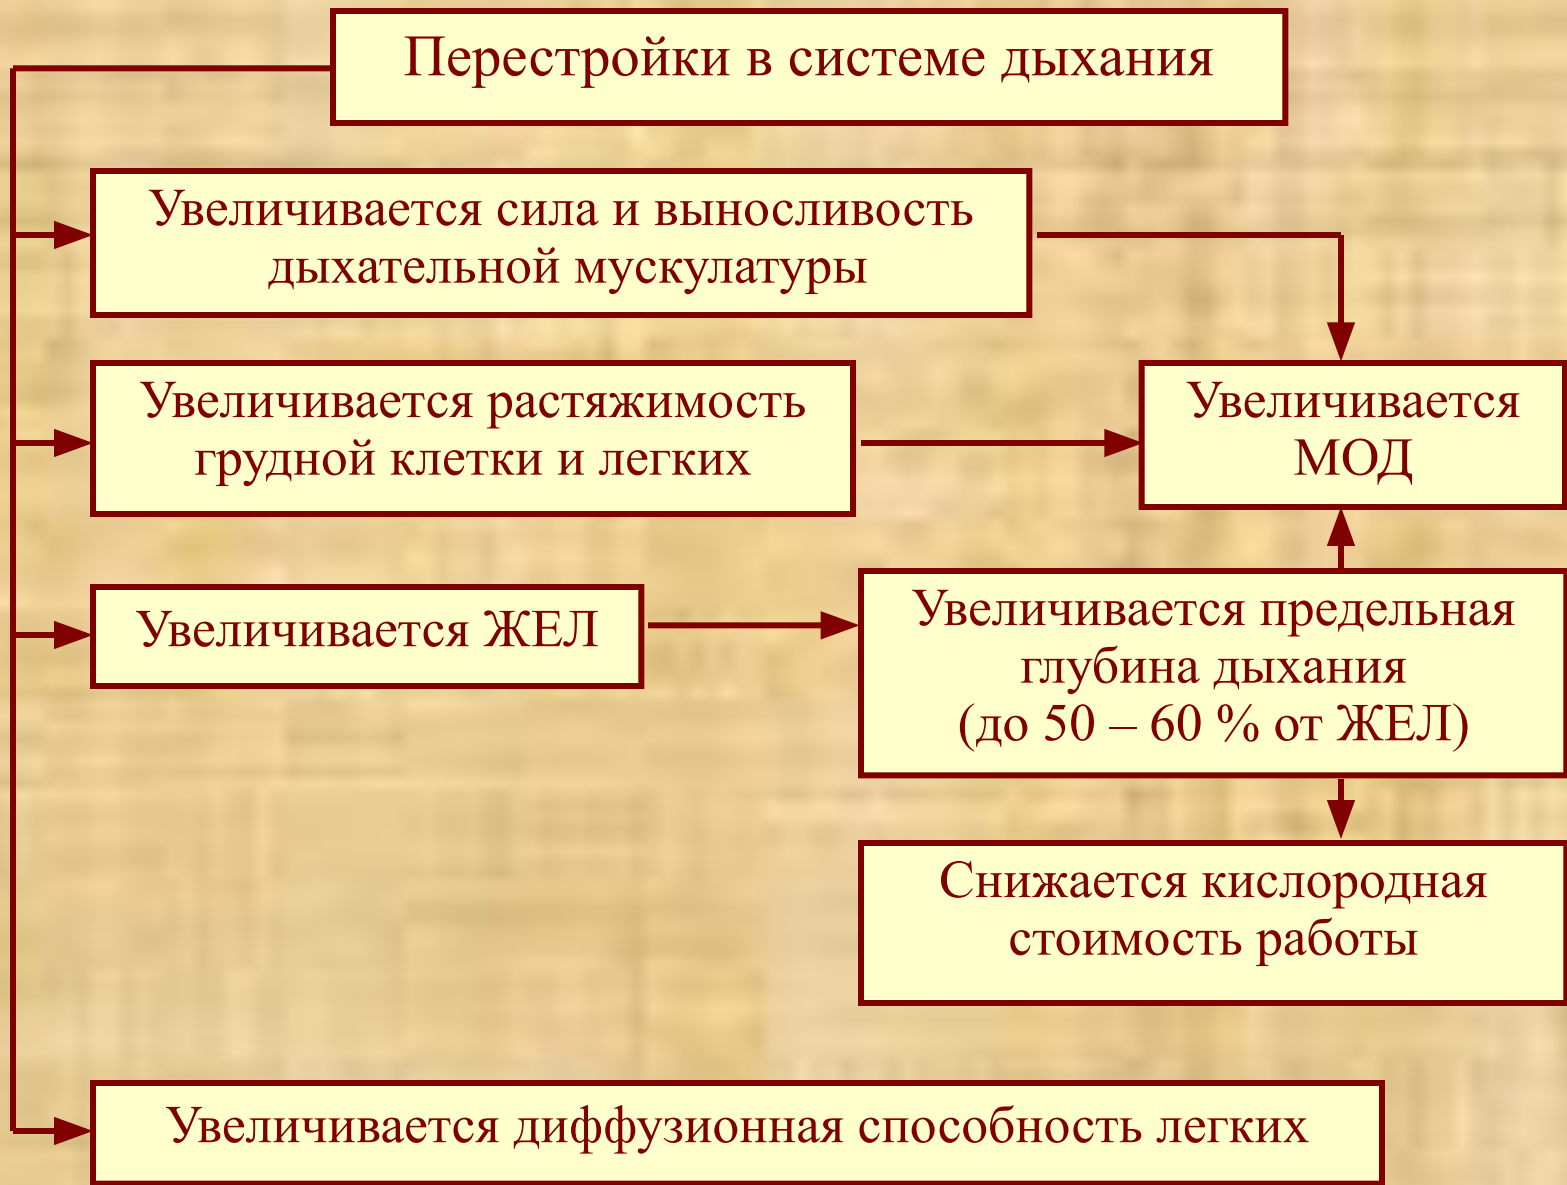 Перестройки в системе дыхания
Увеличивается сила и выносливость
дыхательной мускулатуры
Увеличивается растяжимость
грудной клетки и легких
Увеличивается
МОД
Увеличивается ЖЕЛ
Увеличивается предельная
глубина дыхания
(до 50 – 60 % от ЖЕЛ)
Снижается кислородная
стоимость работы
Увеличивается диффузионная способность легких